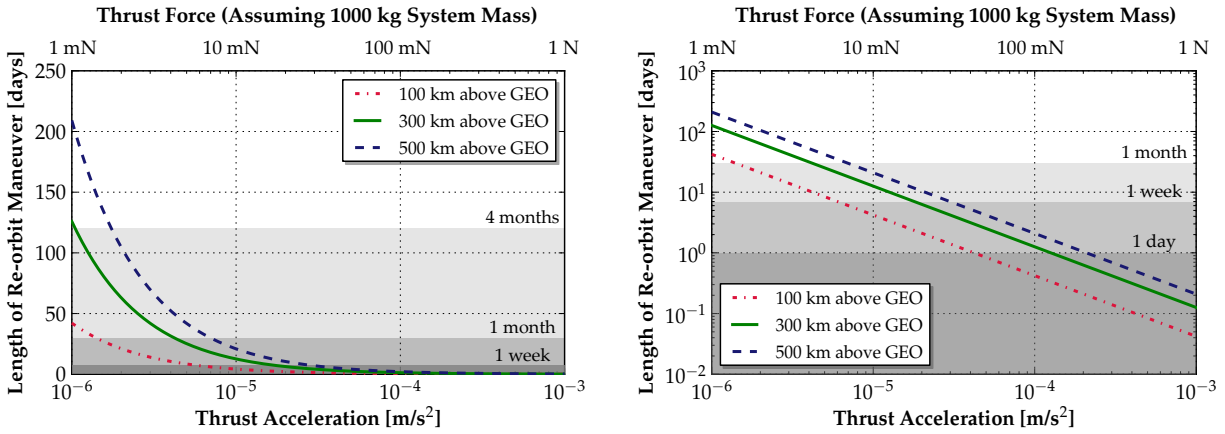 Thrust Force (Assuming 1000 kg System Mass)
1 mN 10 mN 100 mN 1 N
Length of Re-orbit Maneuver [days]
250
200
150
100
50
0
100 km above GEO
300 km above GEO
500 km above GEO
4 months
1 month
1 week
10⁻⁶ 10⁻⁵ 10⁻⁴ 10⁻³
Thrust Acceleration [m/s²]
Thrust Force (Assuming 1000 kg System Mass)
1 mN 10 mN 100 mN 1 N
Length of Re-orbit Maneuver [days]
10³
10²
10¹
10⁰
10⁻¹
10⁻²
1 month
1 week
1 day
100 km above GEO
300 km above GEO
500 km above GEO
10⁻⁶ 10⁻⁵ 10⁻⁴ 10⁻³
Thrust Acceleration [m/s²]